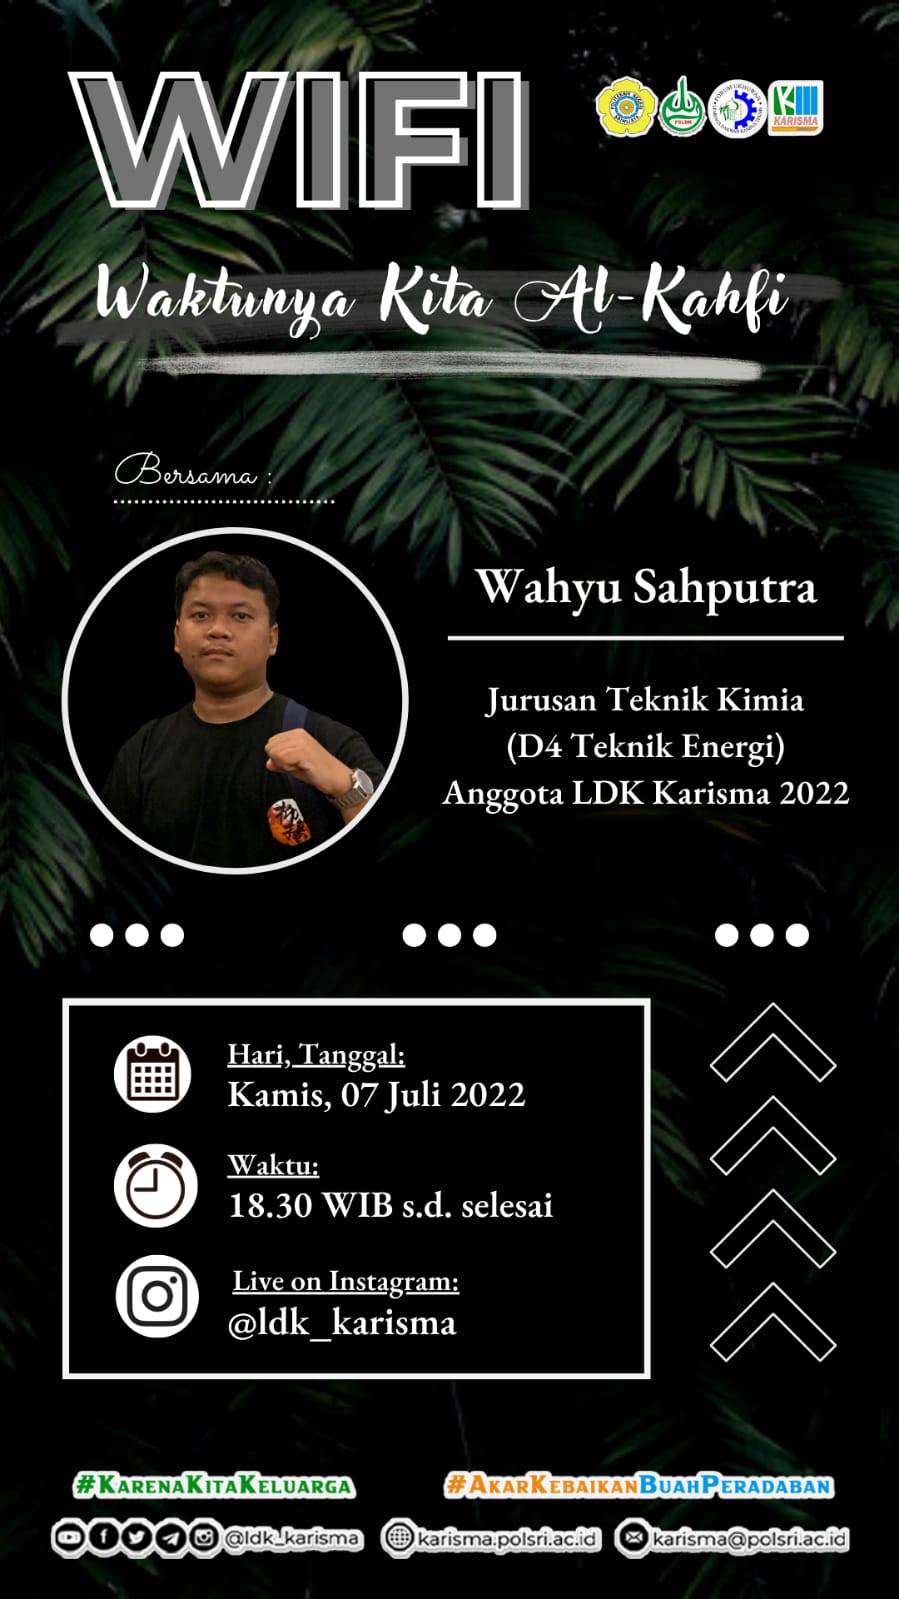 WIFI
KARISMA
Waktunya Kita Al-Kahfi
Bersama :
Wahyu Sahputra
Jurusan Teknik Kimia
(D4 Teknik Energi)
Anggota LDK Karisma 2022
Hari, Tanggal:
Kamis, 07 Juli 2022
Waktu:
18.30 WIB s.d. selesai
Live on Instagram:
@ldk_karisma
#KARENAKITAKELUARGA
#AKARKEBAIKANBUAHPERADABAN
@ldk_karisma
karisma.polsri.ac.id
karisma@polsri.ac.id